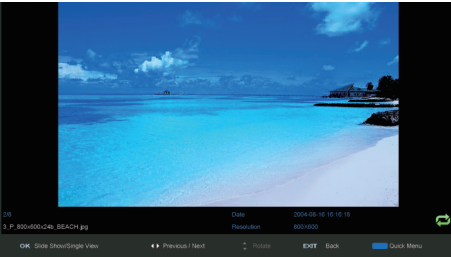 2/8 Date 2004-08-18 16:18:18
3_P_800x600x24b_BEACH.jpg Resolution 800X600
OK Slide Show/Single View Previous / Next Rotate EXIT Back Quick Menu